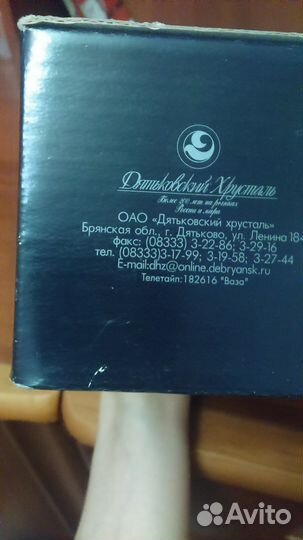 Дятьковский Хрусталь
Более 200 лет на рынках
России и мира
ОАО «Дятьковский хрусталь»
Брянская обл., г. Дятьково, ул. Ленина 184
факс: (08333) 3-22-86; 3-29-16
тел. (08333)3-17-99; 3-19-58; 3-27-44
E-mail:dhz@online.debryansk.ru
Телетайп:182616 "Ваза"
Avito